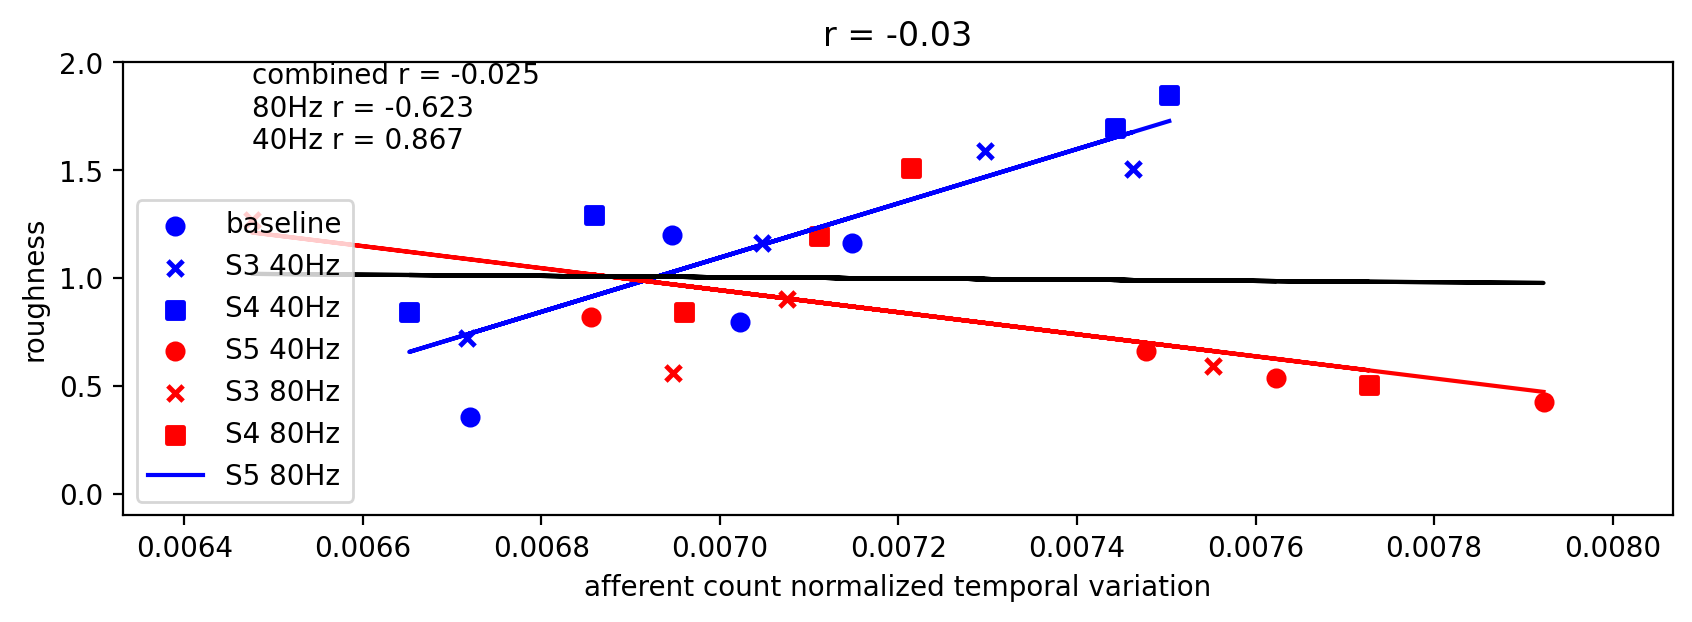 r = -0.03
combined r = -0.025
80Hz r = -0.623
40Hz r = 0.867
2.0
1.5
1.0
0.5
0.0
roughness
baseline
S3 40Hz
S4 40Hz
S5 40Hz
S3 80Hz
S4 80Hz
S5 80Hz
0.0064 0.0066 0.0068 0.0070 0.0072 0.0074 0.0076 0.0078 0.0080
afferent count normalized temporal variation